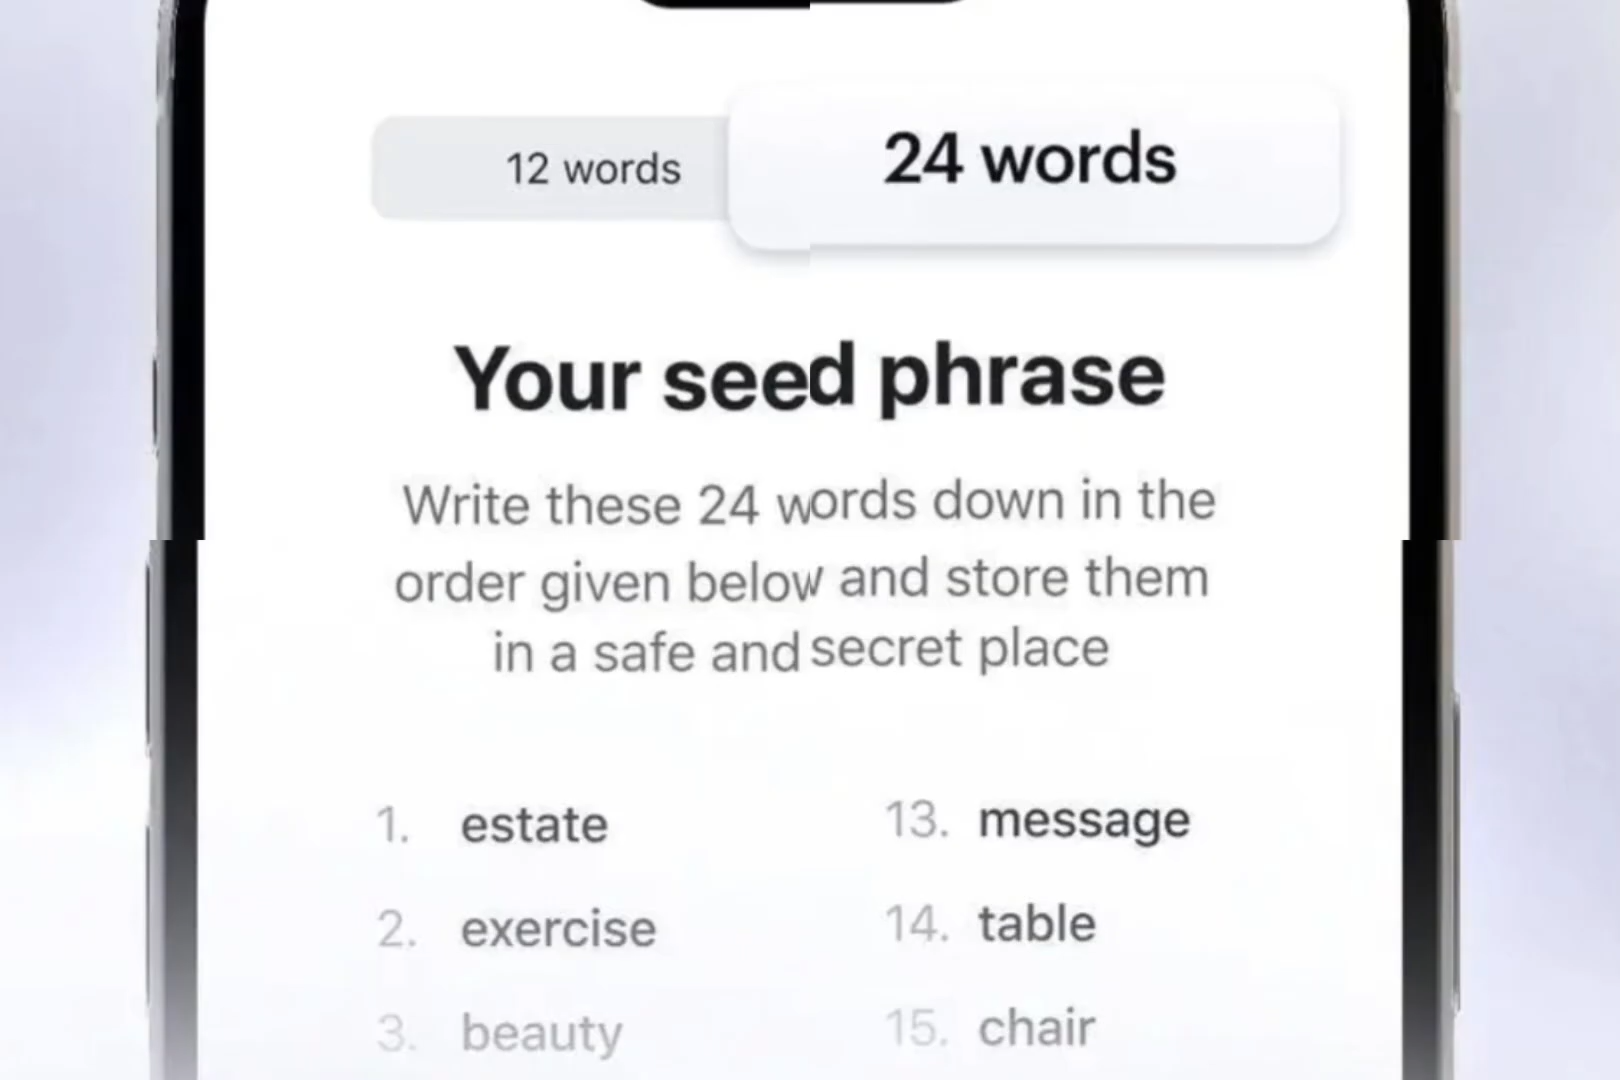 12 words
24 words
Your seed phrase
Write these 24 words down in the
order given below and store them
in a safe and secret place
1. estate
13. message
2. exercise
14. table
3. beauty
15. chair